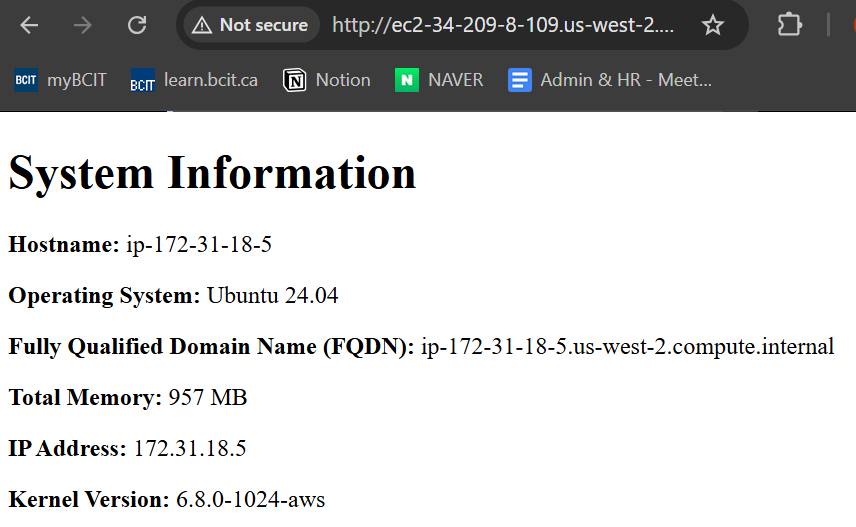 Not secure http://ec2-34-209-8-109.us-west-2....
BCIT myBCIT BCIT learn.bcit.ca N Notion N NAVER Admin & HR - Meet...
System Information
Hostname: ip-172-31-18-5
Operating System: Ubuntu 24.04
Fully Qualified Domain Name (FQDN): ip-172-31-18-5.us-west-2.compute.internal
Total Memory: 957 MB
IP Address: 172.31.18.5
Kernel Version: 6.8.0-1024-aws